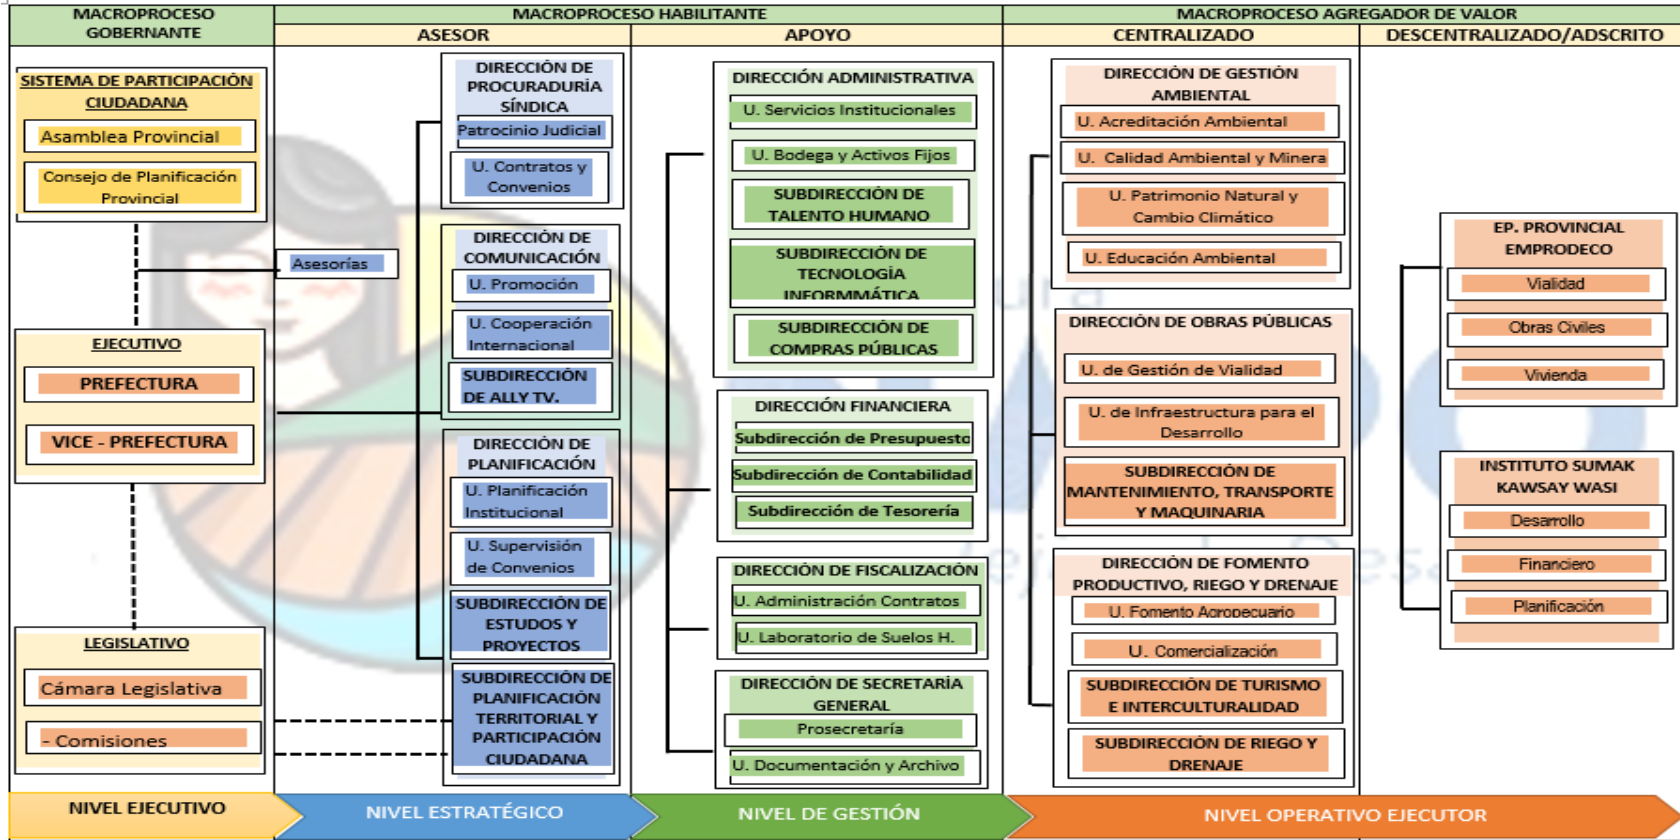 MACROPROCESO
GOBERNANTE
MACROPROCESO HABILITANTE
MACROPROCESO AGREGADOR DE VALOR
ASESOR
APOYO
CENTRALIZADO
DESCENTRALIZADO/ADSCRITO
SISTEMA DE PARTICIPACIÓN
CIUDADANA
Asamblea Provincial
Consejo de Planificación
Provincial
Asesorías
EJECUTIVO
PREFECTURA
VICE - PREFECTURA
LEGISLATIVO
Cámara Legislativa
- Comisiones
DIRECCIÓN DE
PROCURADURÍA
SÍNDICA
Patrocinio Judicial
U. Contratos y
Convenios
DIRECCIÓN DE
COMUNICACIÓN
U. Promoción
U. Cooperación
Internacional
SUBDIRECCIÓN
DE ALLY TV.
DIRECCIÓN DE
PLANIFICACIÓN
U. Planificación
Institucional
U. Supervisión
de Convenios
SUBDIRECCIÓN DE
ESTUDIOS Y
PROYECTOS
SUBDIRECCIÓN DE
PLANIFICACIÓN
TERRITORIAL Y
PARTICIPACIÓN
CIUDADANA
DIRECCIÓN ADMINISTRATIVA
U. Servicios Institucionales
U. Bodega y Activos Fijos
SUBDIRECCIÓN DE
TALENTO HUMANO
SUBDIRECCIÓN DE
TECNOLOGÍA
INFORMMÁTICA
SUBDIRECCIÓN DE
COMPRAS PÚBLICAS
DIRECCIÓN FINANCIERA
Subdirección de Presupuesto
Subdirección de Contabilidad
Subdirección de Tesorería
DIRECCIÓN DE FISCALIZACIÓN
U. Administración Contratos
U. Laboratorio de Suelos H.
DIRECCIÓN DE SECRETARÍA
GENERAL
Prosecretaría
U. Documentación y Archivo
DIRECCIÓN DE GESTIÓN
AMBIENTAL
U. Acreditación Ambiental
U. Calidad Ambiental y Minera
U. Patrimonio Natural y
Cambio Climático
U. Educación Ambiental
DIRECCIÓN DE OBRAS PÚBLICAS
U. de Gestión de Vialidad
U. de Infraestructura para el
Desarrollo
SUBDIRECCIÓN DE
MANTENIMIENTO, TRANSPORTE
Y MAQUINARIA
DIRECCIÓN DE FOMENTO
PRODUCTIVO, RIEGO Y DRENAJE
U. Fomento Agropecuario
U. Comercialización
SUBDIRECCIÓN DE TURISMO
E INTERCULTURALIDAD
SUBDIRECCIÓN DE RIEGO Y
DRENAJE
EP. PROVINCIAL
EMPRODECO
Vialidad
Obras Civiles
Vivienda
INSTITUTO SUMAK
KAWSAY WASI
Desarrollo
Financiero
Planificación
NIVEL EJECUTIVO
NIVEL ESTRATÉGICO
NIVEL DE GESTIÓN
NIVEL OPERATIVO EJECUTOR